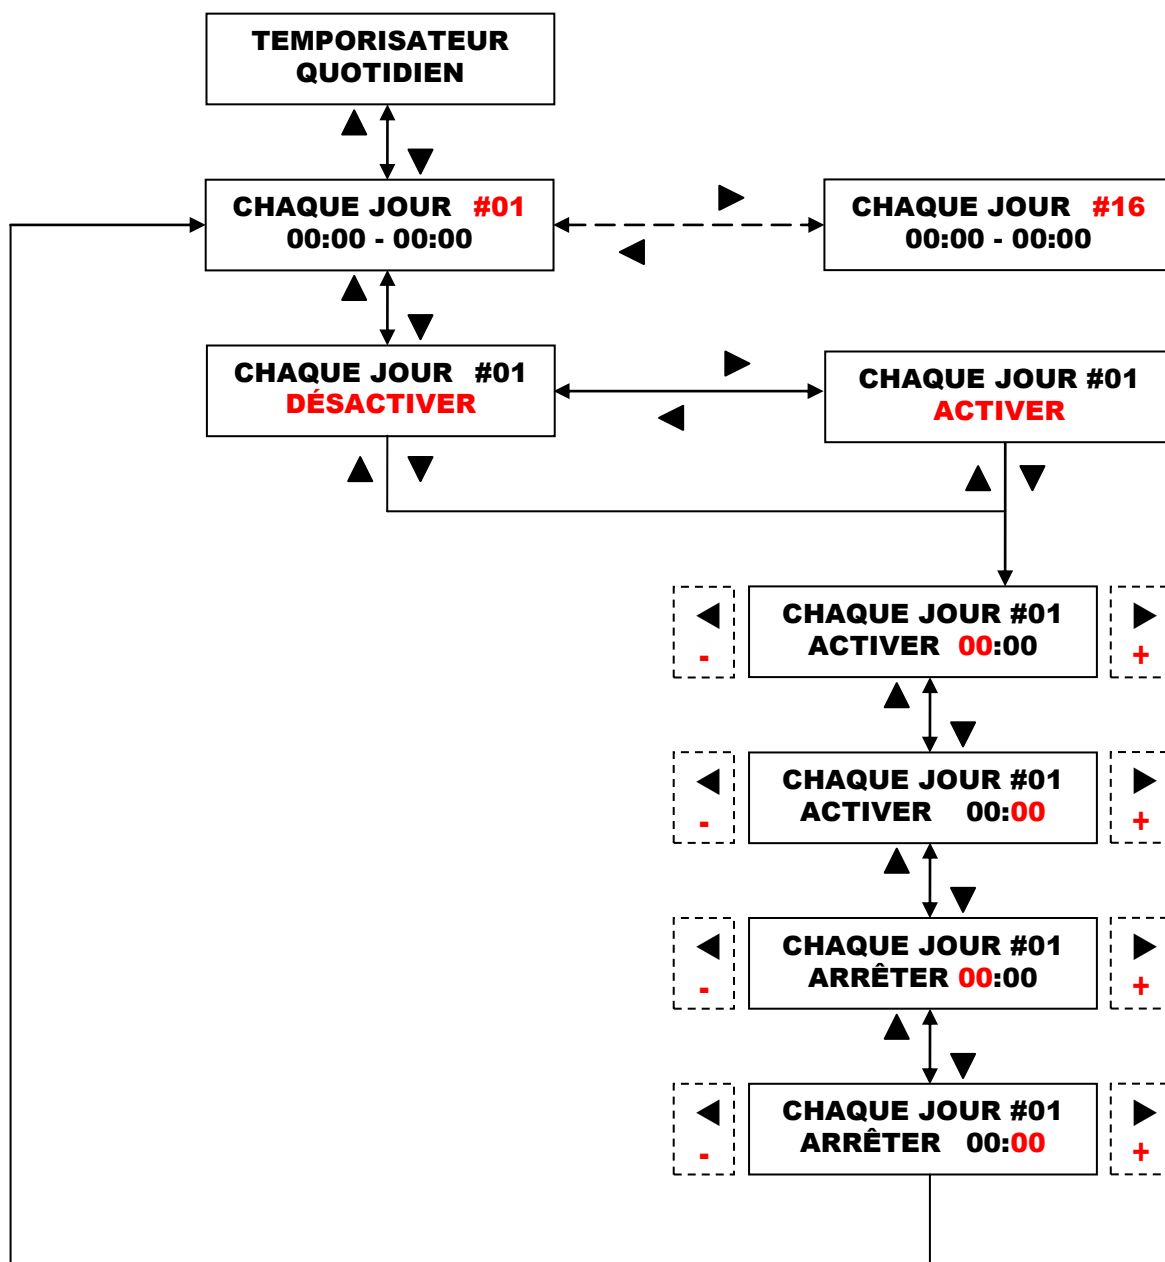 TEMPORISATEUR
QUOTIDIEN
CHAQUE JOUR #01
00:00 - 00:00
CHAQUE JOUR #16
00:00 - 00:00
CHAQUE JOUR #01
DÉSACTIVER
CHAQUE JOUR #01
ACTIVER
CHAQUE JOUR #01
ACTIVER 00:00
-
+
CHAQUE JOUR #01
ACTIVER 00:00
-
+
CHAQUE JOUR #01
ARRÊTER 00:00
-
+
CHAQUE JOUR #01
ARRÊTER 00:00
-
+